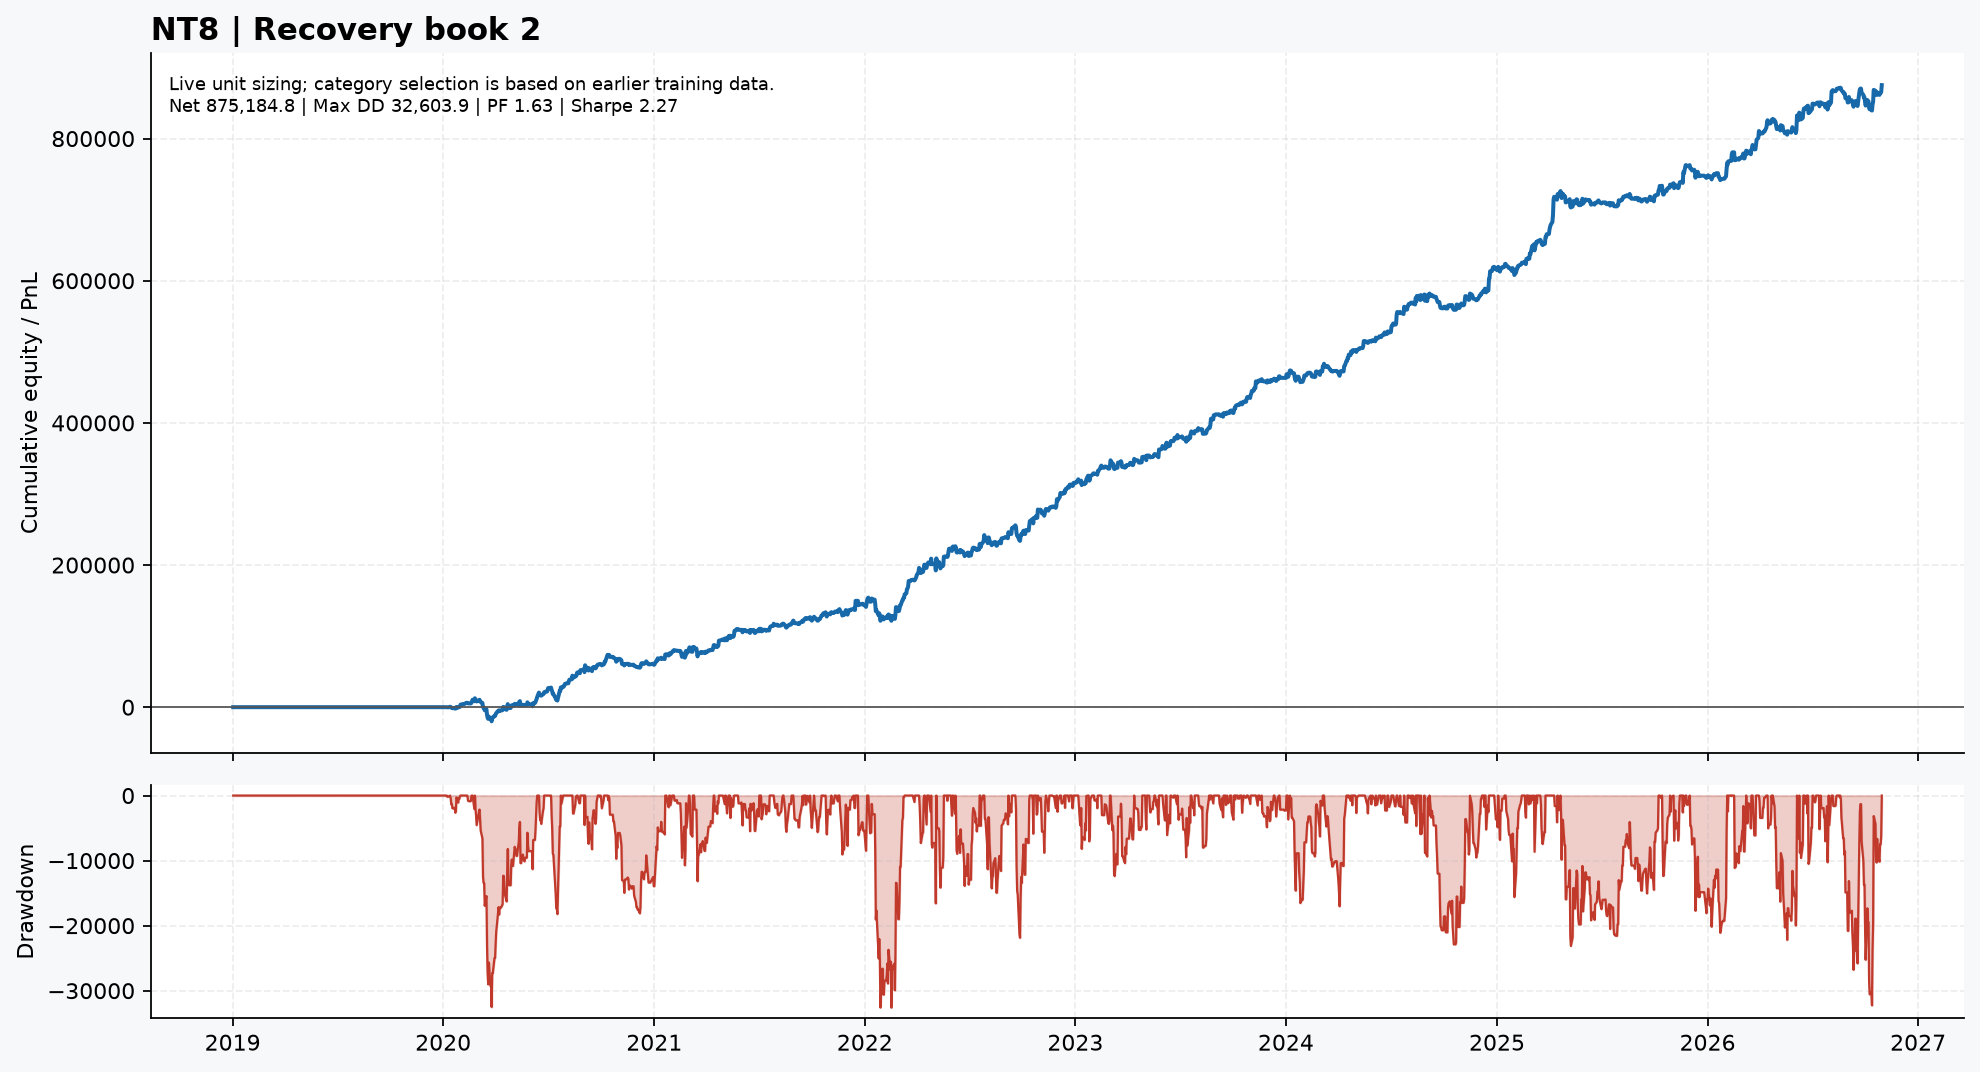 NT8 | Recovery book 2
Live unit sizing; category selection is based on earlier training data.
Net 875,184.8 | Max DD 32,603.9 | PF 1.63 | Sharpe 2.27
Cumulative equity / PnL
800000
600000
400000
200000
0
Drawdown
0
−10000
−20000
−30000
2019 2020 2021 2022 2023 2024 2025 2026 2027